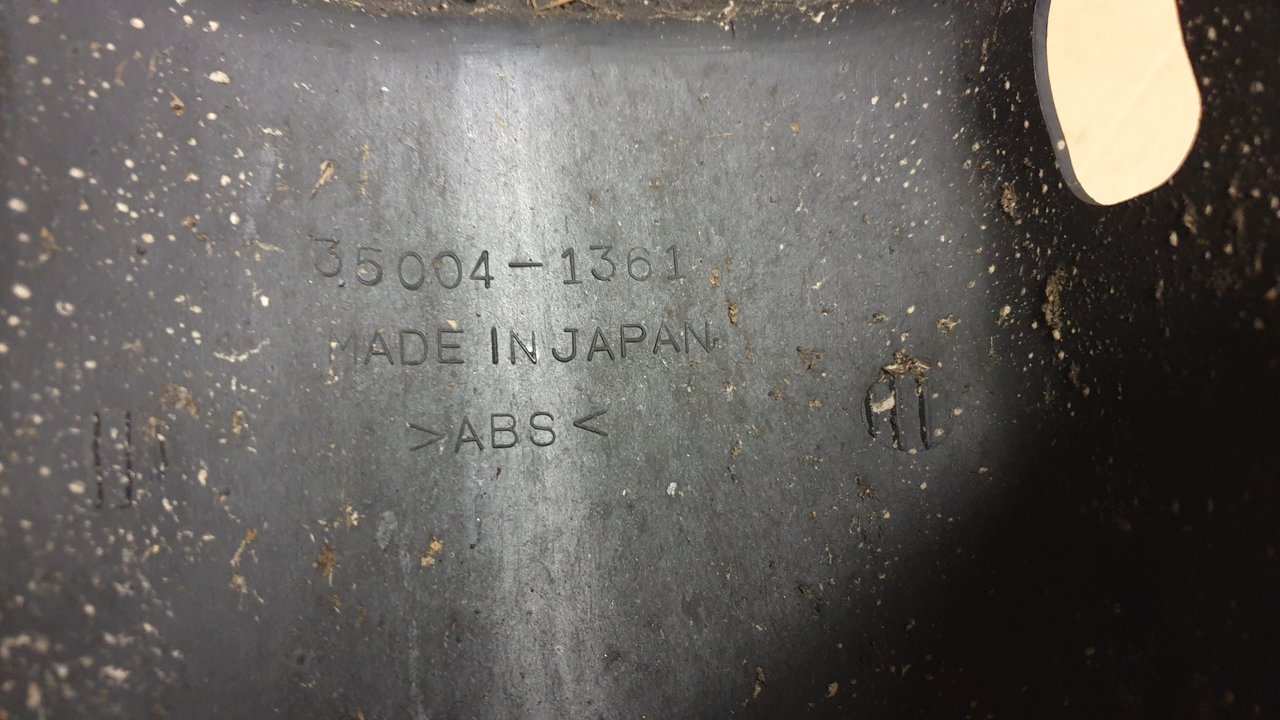 35004-1361
MADE IN JAPAN
>ABS<